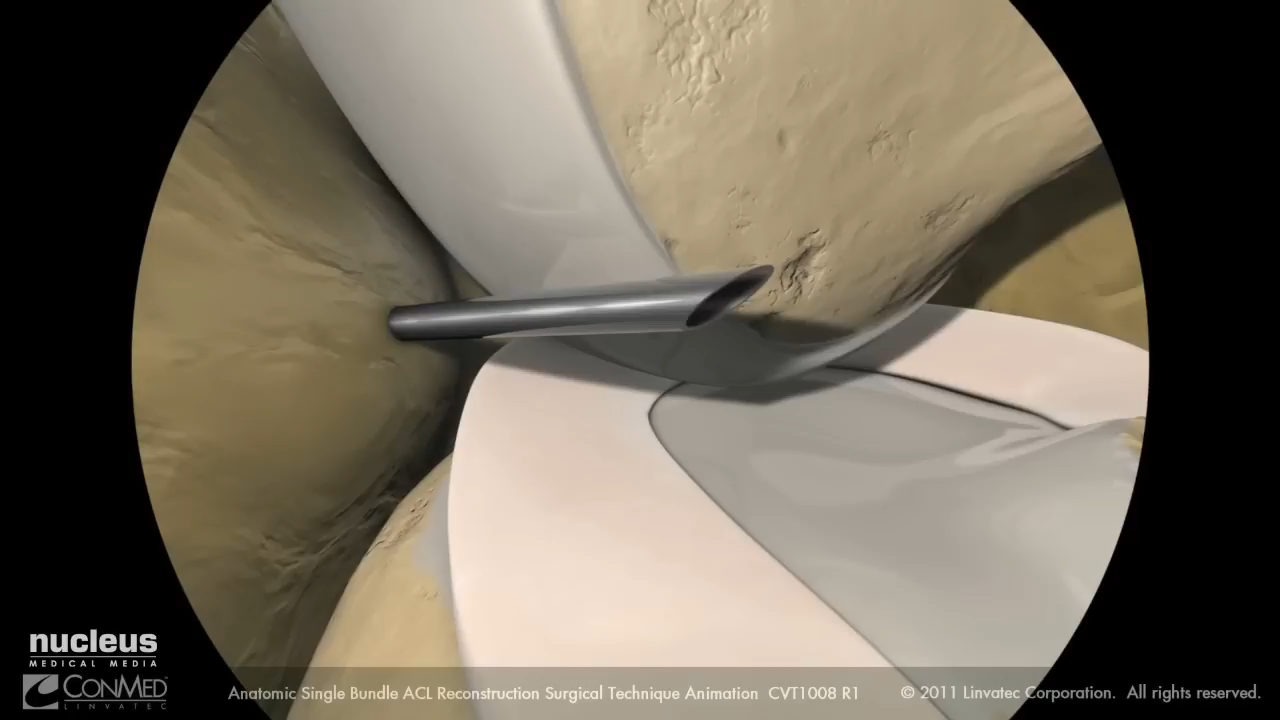 nucleus
MEDICAL MEDIA
CONMED
LINVATEC
Anatomic Single Bundle ACL Reconstruction Surgical Technique Animation CVT1008 R1
© 2011 Linvatec Corporation. All rights reserved.